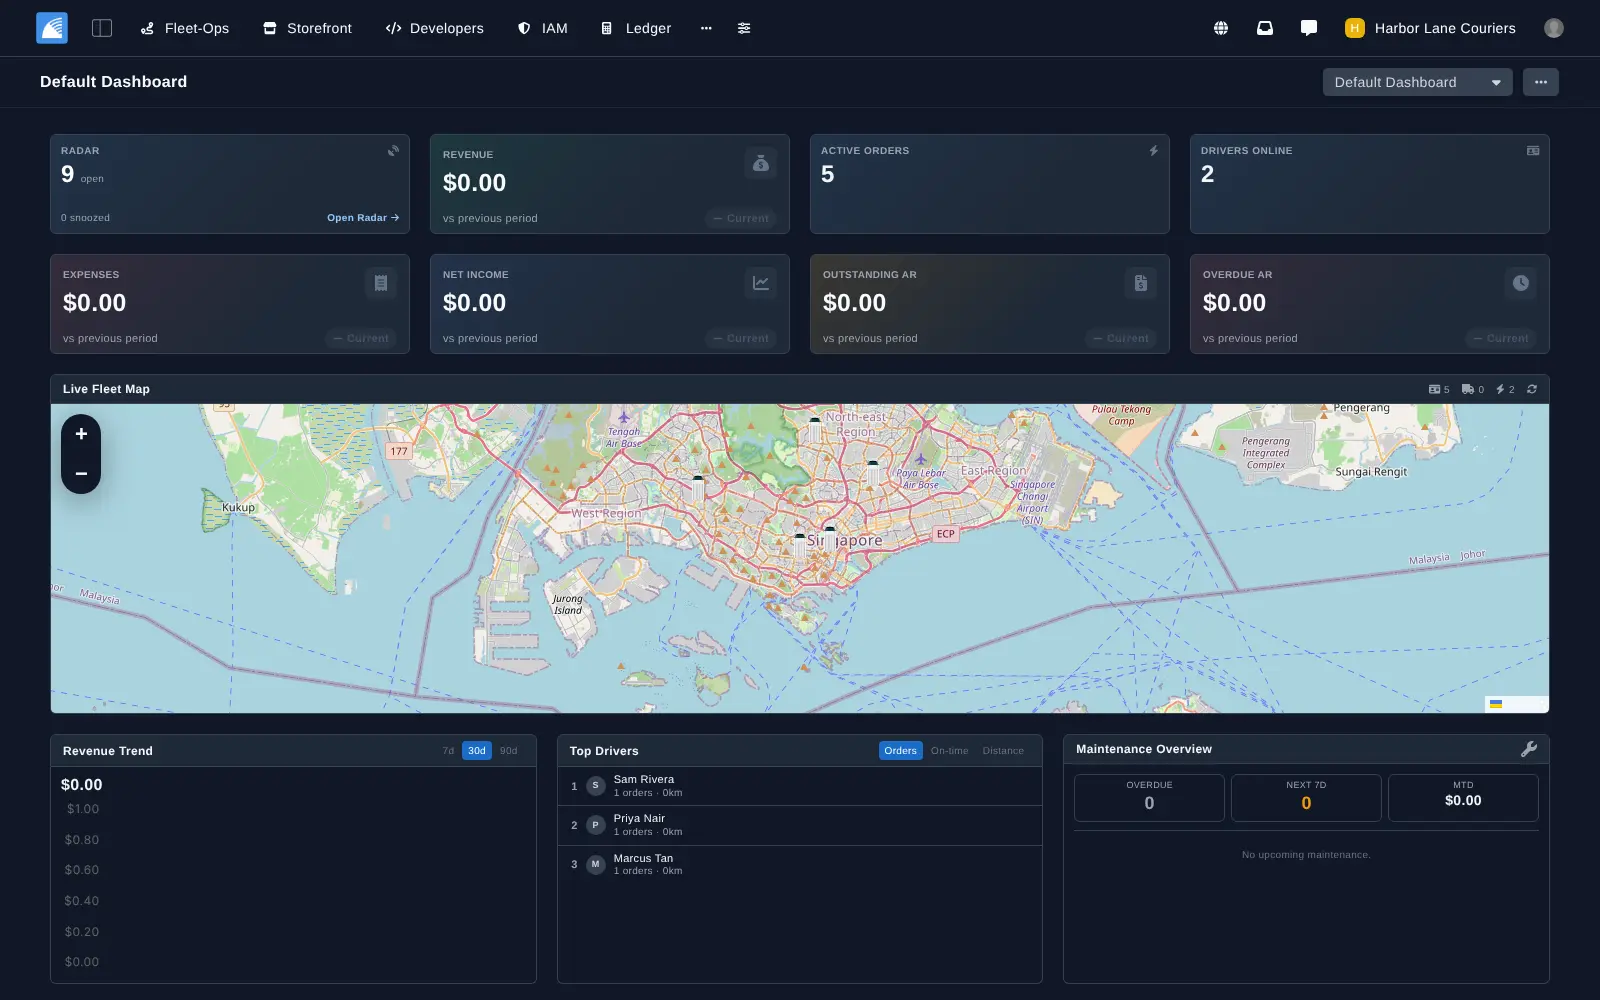 Fleet-Ops
Storefront
Developers
IAM
Ledger
H
Harbor Lane Couriers
Default Dashboard
Default Dashboard
RADAR
9 open
0 snoozed
Open Radar →
REVENUE
$0.00
vs previous period
— Current
ACTIVE ORDERS
5
DRIVERS ONLINE
2
EXPENSES
$0.00
vs previous period
— Current
NET INCOME
$0.00
vs previous period
— Current
OUTSTANDING AR
$0.00
vs previous period
— Current
OVERDUE AR
$0.00
vs previous period
— Current
Live Fleet Map
5
0
2
+
−
95
177
Kukup
Tengah
Air Base
North-east
Region
Pulau Tekong
Camp
Pengerang
Pengerang
Integrated
Complex
Sungai Rengit
Paya Lebar
Air Base
East Region
Singapore
Changi
Airport
(SIN)
West Region
Singapore
ECP
Jurong
Island
Malaysia
Malaysia
Johor
Revenue Trend
7d
30d
90d
$0.00
$1.00
$0.80
$0.60
$0.40
$0.20
$0.00
Top Drivers
Orders
On-time
Distance
1
S
Sam Rivera
1 orders · 0km
2
P
Priya Nair
1 orders · 0km
3
M
Marcus Tan
1 orders · 0km
Maintenance Overview
OVERDUE
0
NEXT 7D
0
MTD
$0.00
No upcoming maintenance.